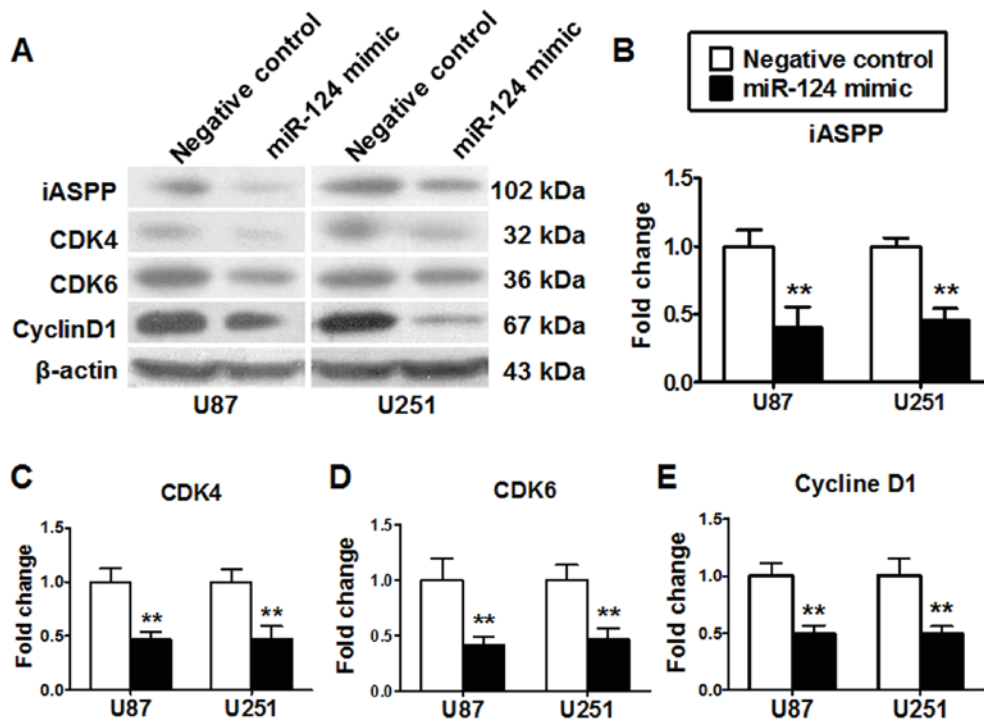 A
Negative control
miR-124 mimic
Negative control
miR-124 mimic
iASPP
102 kDa
CDK4
32 kDa
CDK6
36 kDa
CyclinD1
67 kDa
β-actin
43 kDa
U87 U251
B
Negative control
miR-124 mimic
iASPP
Fold change
1.5
1.0
0.5
0.0
** **
U87 U251
C
CDK4
Fold change
1.5
1.0
0.5
0.0
** **
U87 U251
D
CDK6
Fold change
1.5
1.0
0.5
0.0
** **
U87 U251
E
Cycline D1
Fold change
1.5
1.0
0.5
0.0
** **
U87 U251